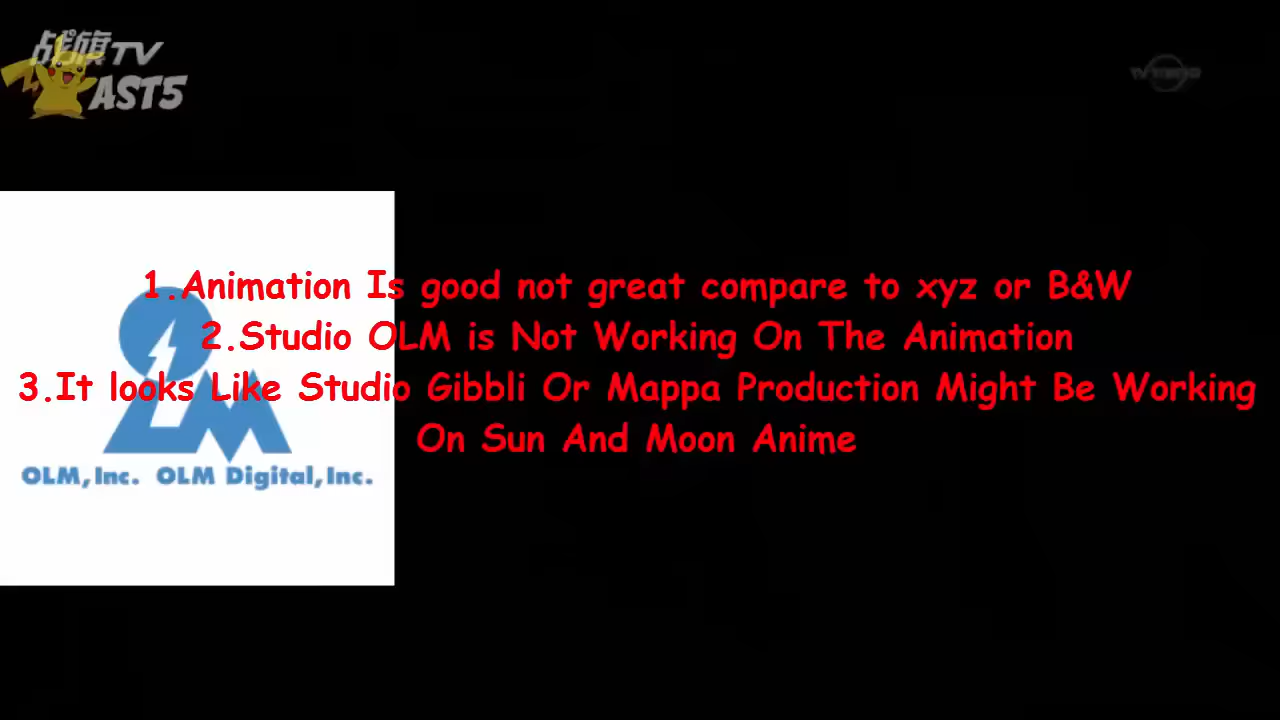 战旗TV
AST5
1.Animation Is good not great compare to xyz or B&W
2.Studio OLM is Not Working On The Animation
3.It looks Like Studio Gibbli Or Mappa Production Might Be Working
On Sun And Moon Anime
OLM, Inc. OLM Digital, Inc.